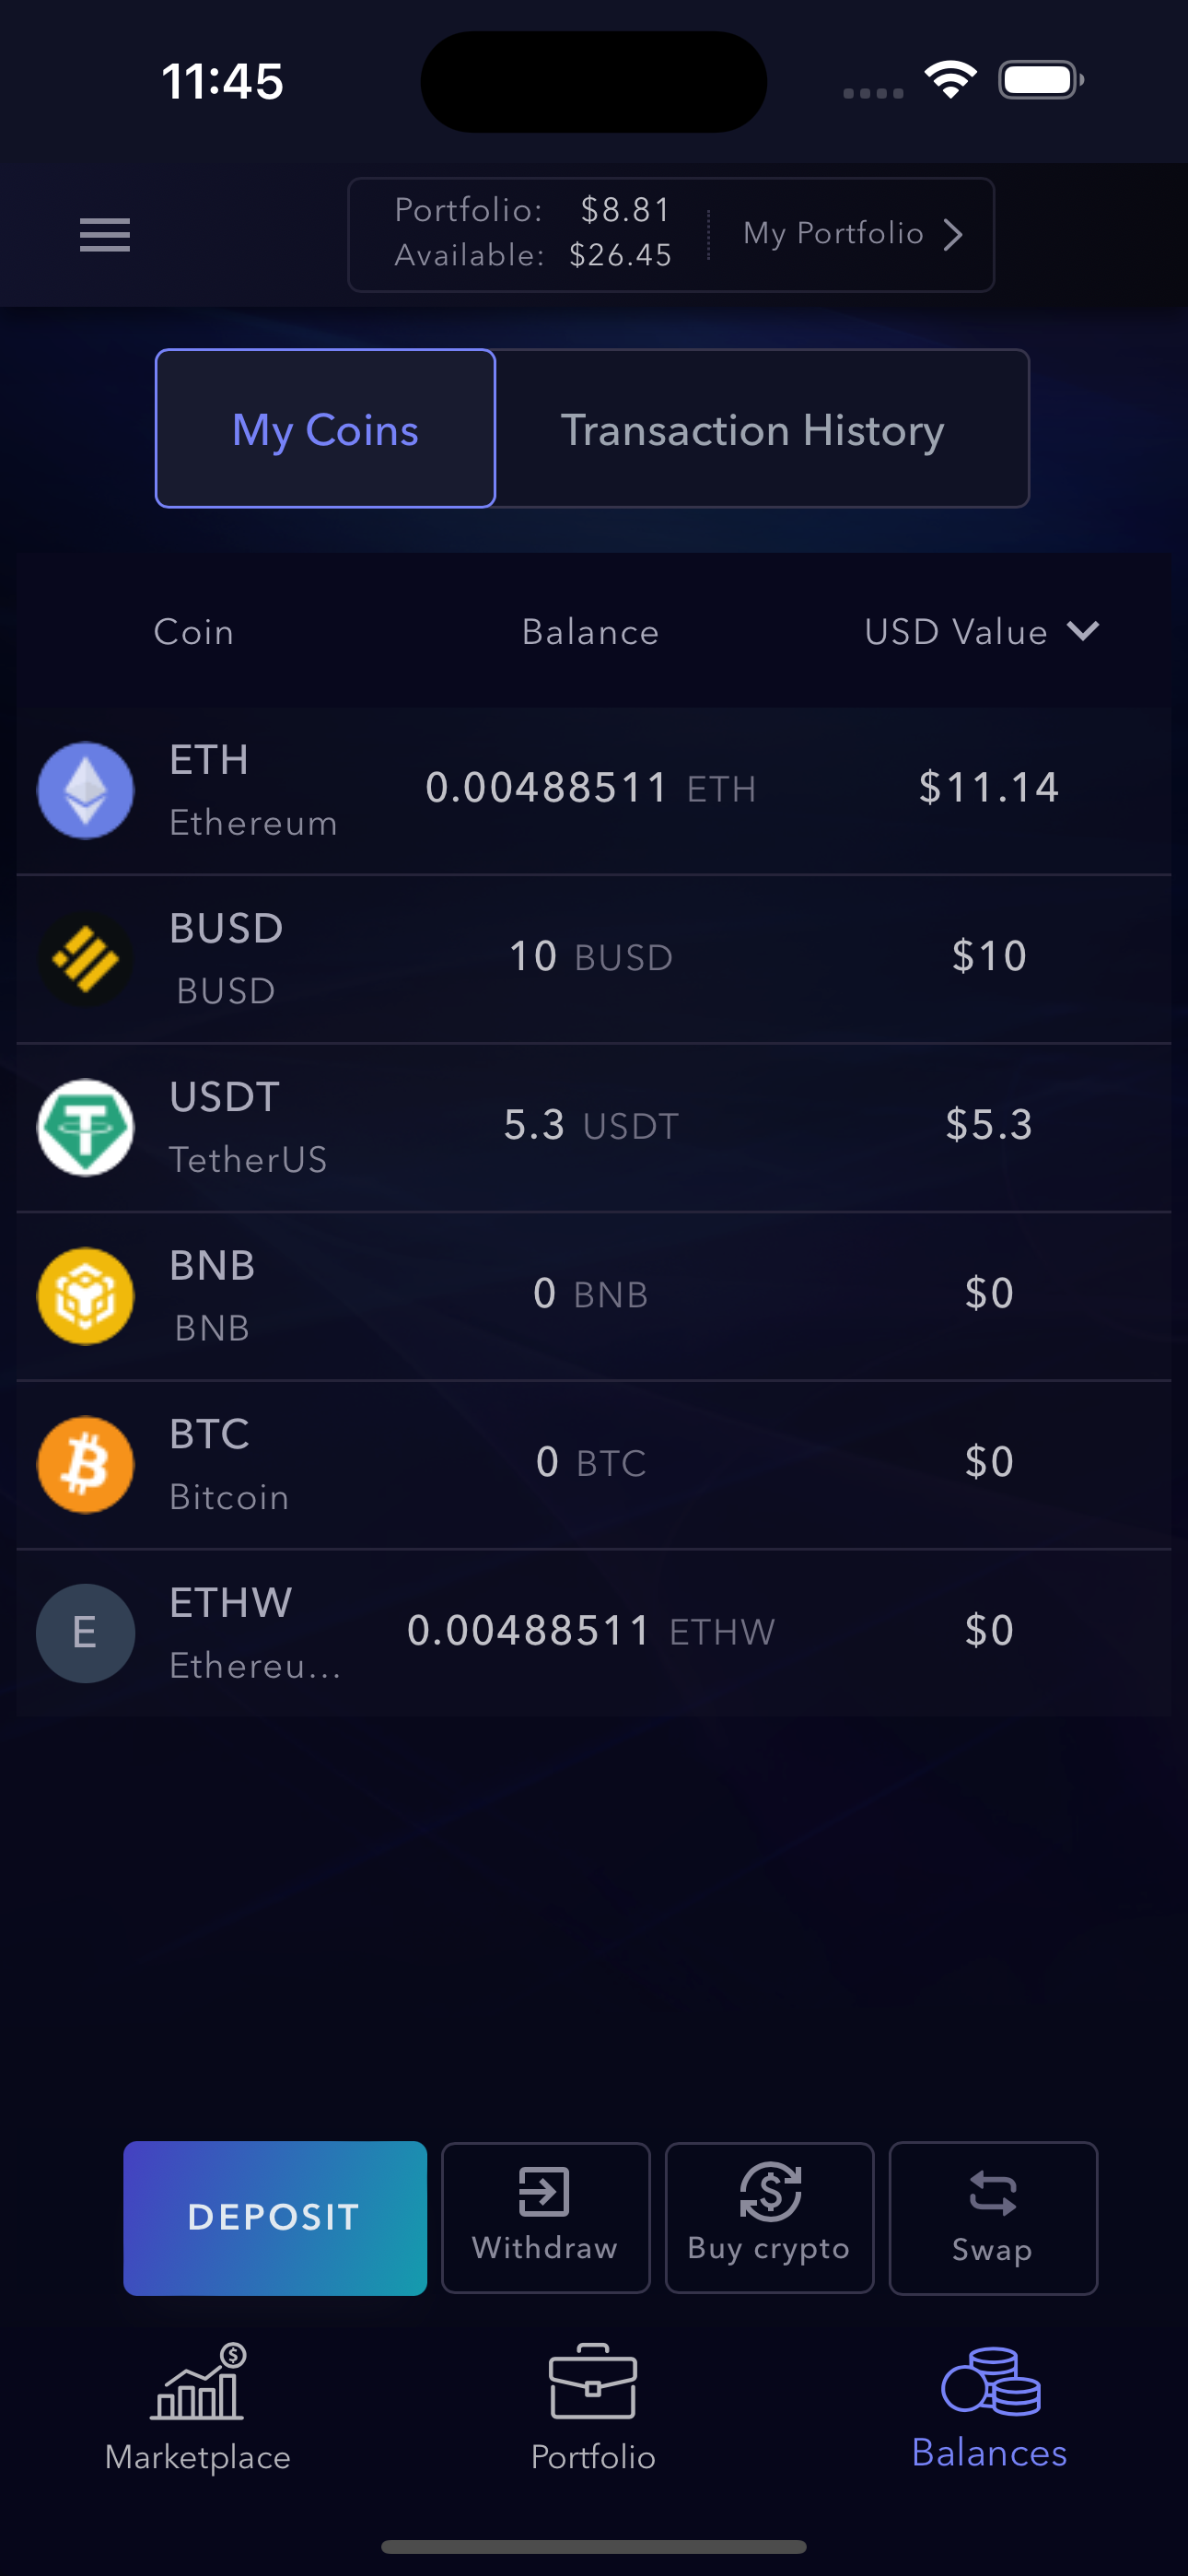 11:45
Portfolio: $8.81
Available: $26.45
My Portfolio
My Coins
Transaction History
Coin Balance USD Value
ETH
Ethereum
0.00488511 ETH
$11.14
BUSD
BUSD
10 BUSD
$10
USDT
TetherUS
5.3 USDT
$5.3
BNB
BNB
0 BNB
$0
BTC
Bitcoin
0 BTC
$0
E
ETHW
Ethereu...
0.00488511 ETHW
$0
DEPOSIT
Withdraw
Buy crypto
Swap
Marketplace
Portfolio
Balances